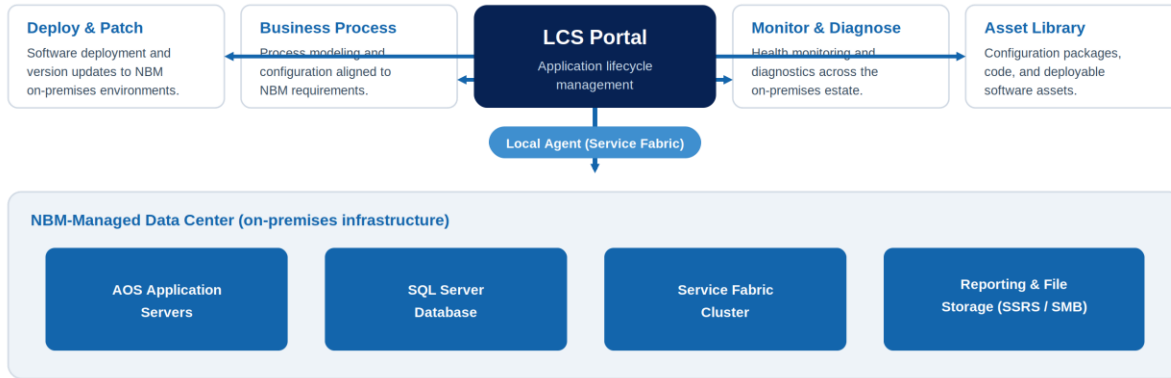 Deploy & Patch
Software deployment and
version updates to NBM
on-premises environments.
Business Process
Process modeling and
configuration aligned to
NBM requirements.
LCS Portal
Application lifecycle
management
Monitor & Diagnose
Health monitoring and
diagnostics across the
on-premises estate.
Asset Library
Configuration packages,
code, and deployable
software assets.
Local Agent (Service Fabric)
NBM-Managed Data Center (on-premises infrastructure)
AOS Application
Servers
SQL Server
Database
Service Fabric
Cluster
Reporting & File
Storage (SSRS / SMB)